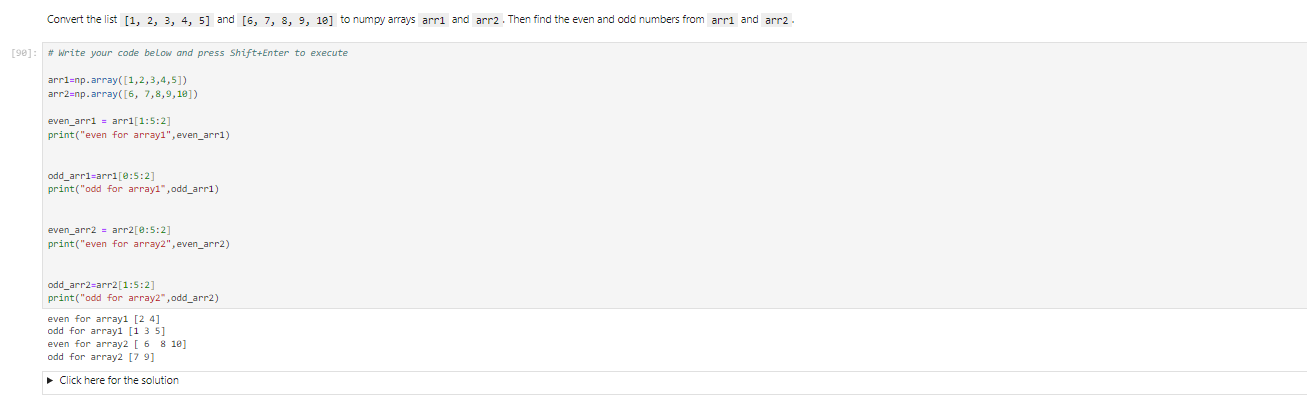 Convert the list [1, 2, 3, 4, 5] and [6, 7, 8, 9, 10] to numpy arrays arr1 and arr2. Then find the even and odd numbers from arr1 and arr2.
[90]: # Write your code below and press Shift+Enter to execute
arr1=np.array([1,2,3,4,5])
arr2=np.array([6, 7,8,9,10])
even_arr1 = arr1[1:5:2]
print("even for array1",even_arr1)
odd_arr1=arr1[0:5:2]
print("odd for array1",odd_arr1)
even_arr2 = arr2[0:5:2]
print("even for array2",even_arr2)
odd_arr2=arr2[1:5:2]
print("odd for array2",odd_arr2)
even for array1 [2 4]
odd for array1 [1 3 5]
even for array2 [ 6  8 10]
odd for array2 [7 9]
▶ Click here for the solution